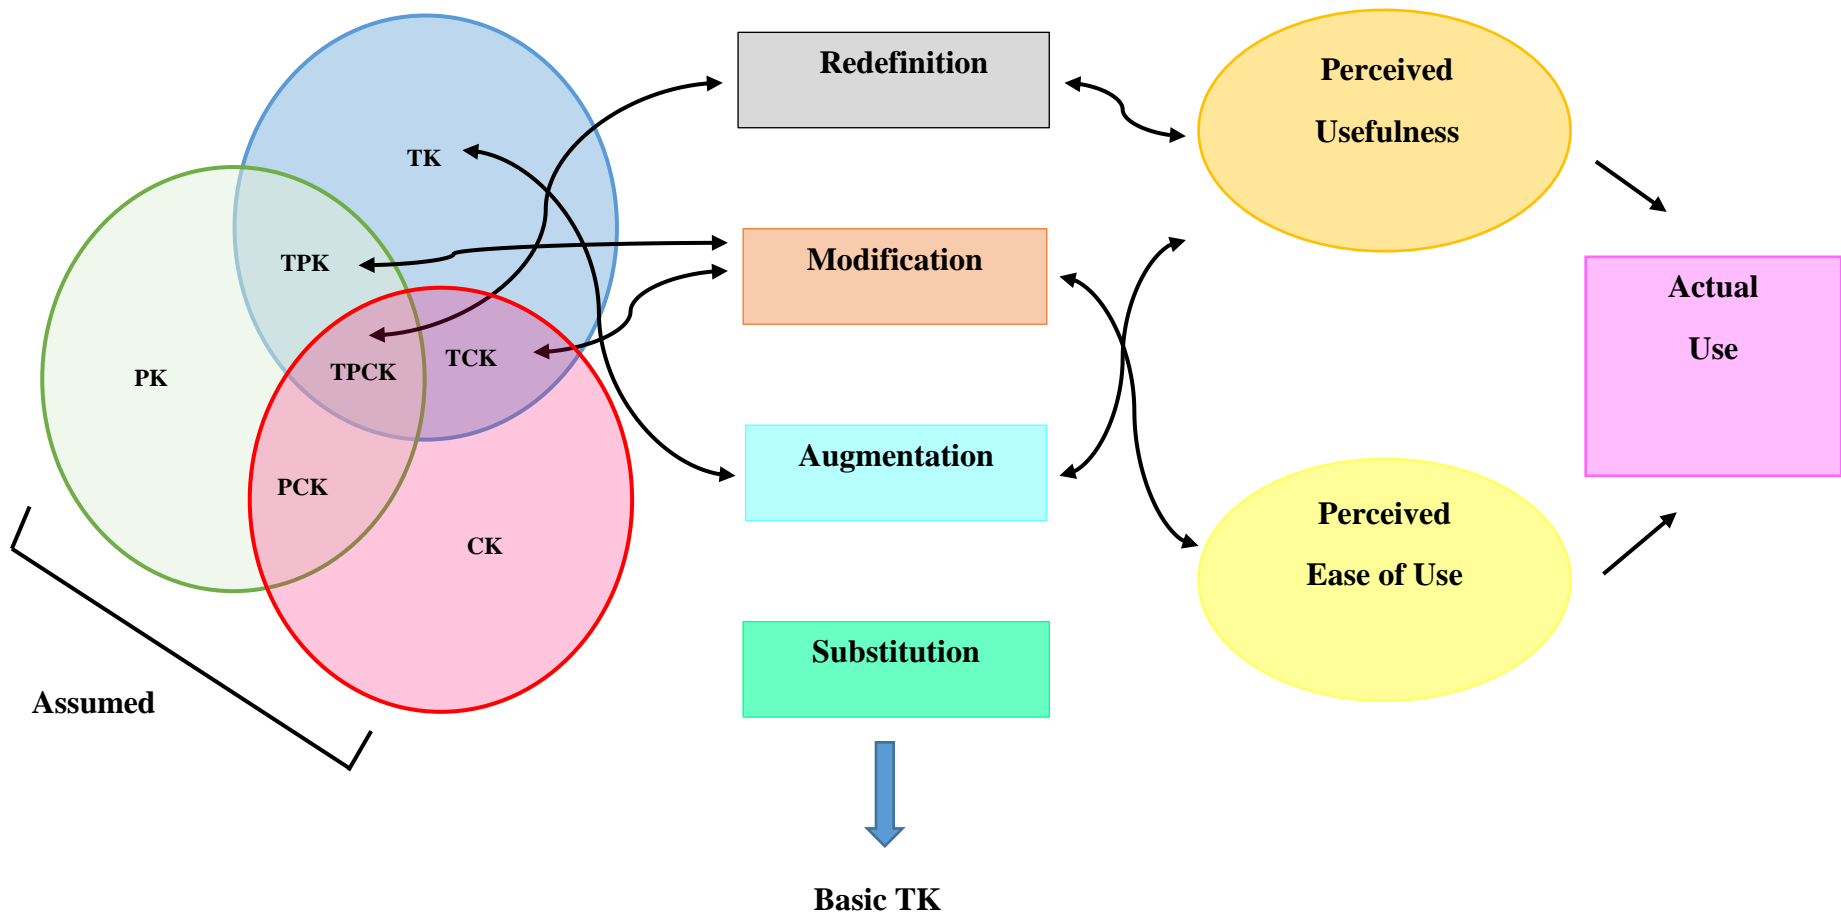 TK
TPK
PK
TPCK
TCK
PCK
CK
Assumed
Redefinition
Modification
Augmentation
Substitution
Basic TK
Perceived
Usefulness
Perceived
Ease of Use
Actual
Use